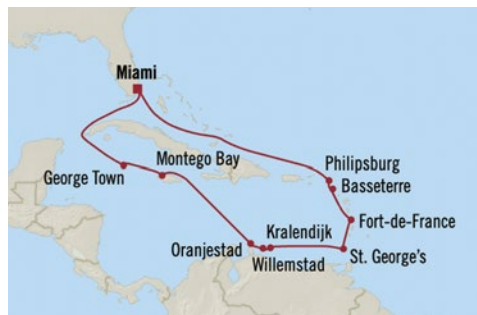 Miami
Montego Bay
George Town
Philipsburg
Basseterre
Fort-de-France
Kralendijk
Oranjestad
St. George's
Willemstad